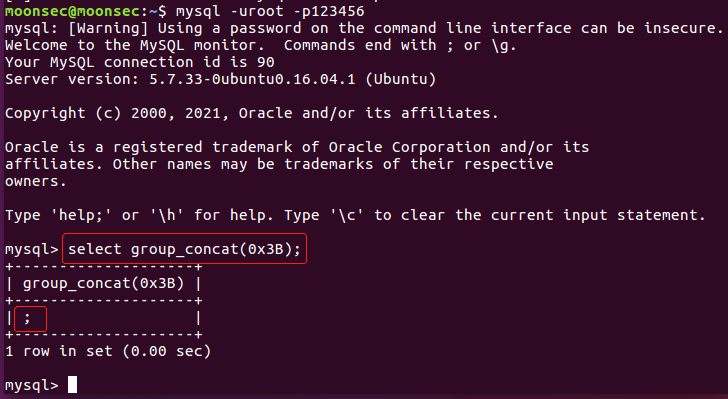 moonsec@moonsec:~$ mysql -uroot -p123456
mysql: [Warning] Using a password on the command line interface can be insecure.
Welcome to the MySQL monitor.  Commands end with ; or \g.
Your MySQL connection id is 90
Server version: 5.7.33-0ubuntu0.16.04.1 (Ubuntu)
Copyright (c) 2000, 2021, Oracle and/or its affiliates.
Oracle is a registered trademark of Oracle Corporation and/or its
affiliates. Other names may be trademarks of their respective
owners.
Type 'help;' or '\h' for help. Type '\c' to clear the current input statement.
mysql> select group_concat(0x3B);
+--------------------+
| group_concat(0x3B) |
+--------------------+
| ;                  |
+--------------------+
1 row in set (0.00 sec)
mysql>